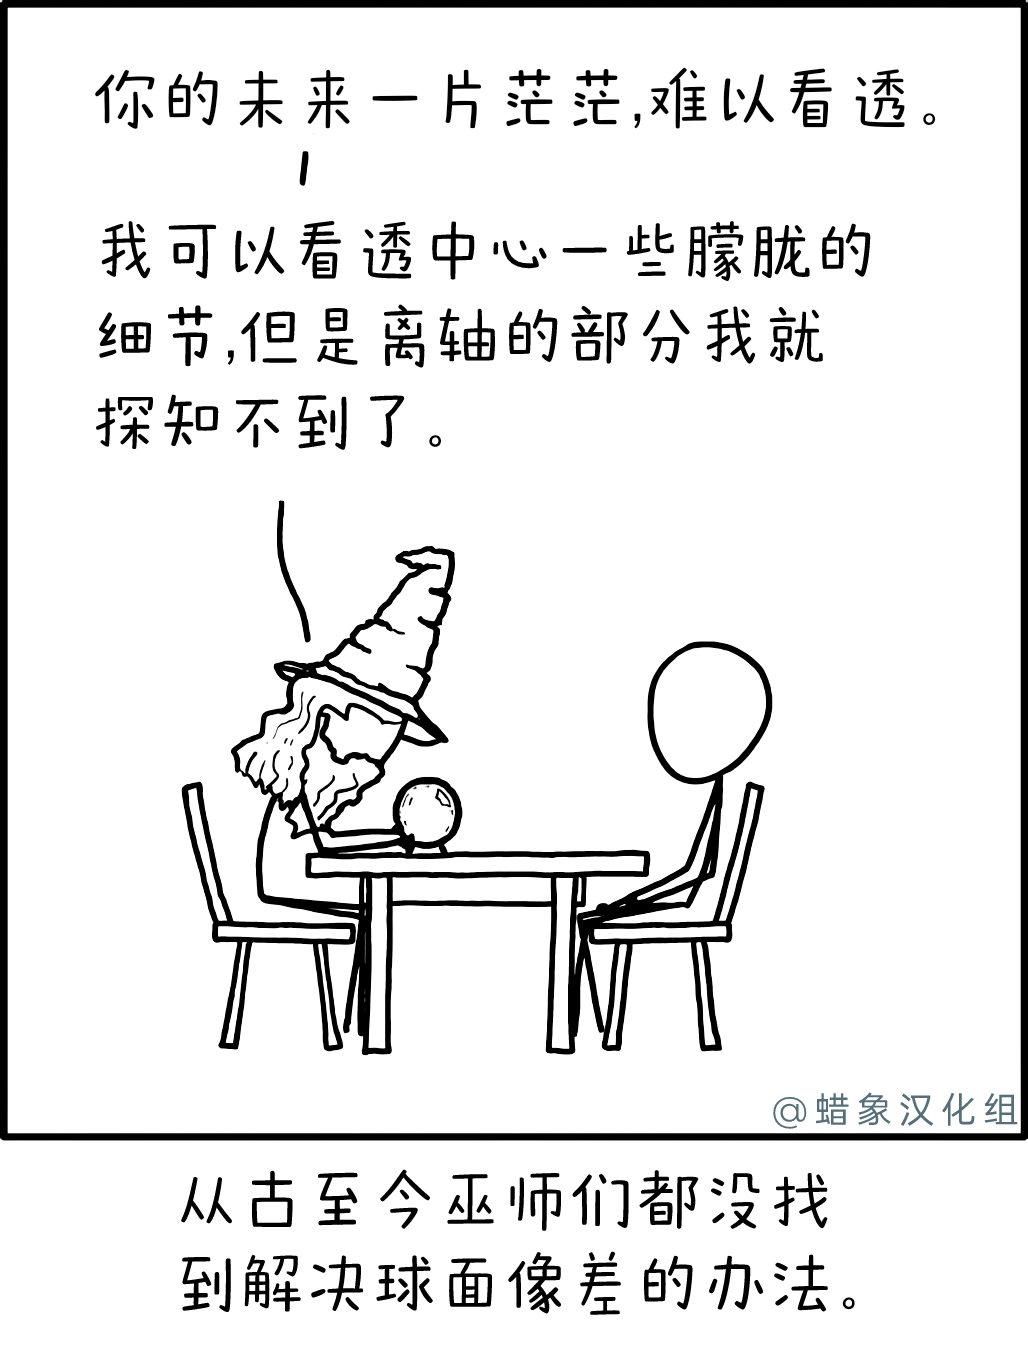 你的未来一片茫茫,难以看透。
我可以看透中心一些朦胧的
细节,但是离轴的部分我就
探知不到了。
@蜡象汉化组
从古至今巫师们都没找
到解决球面像差的办法。